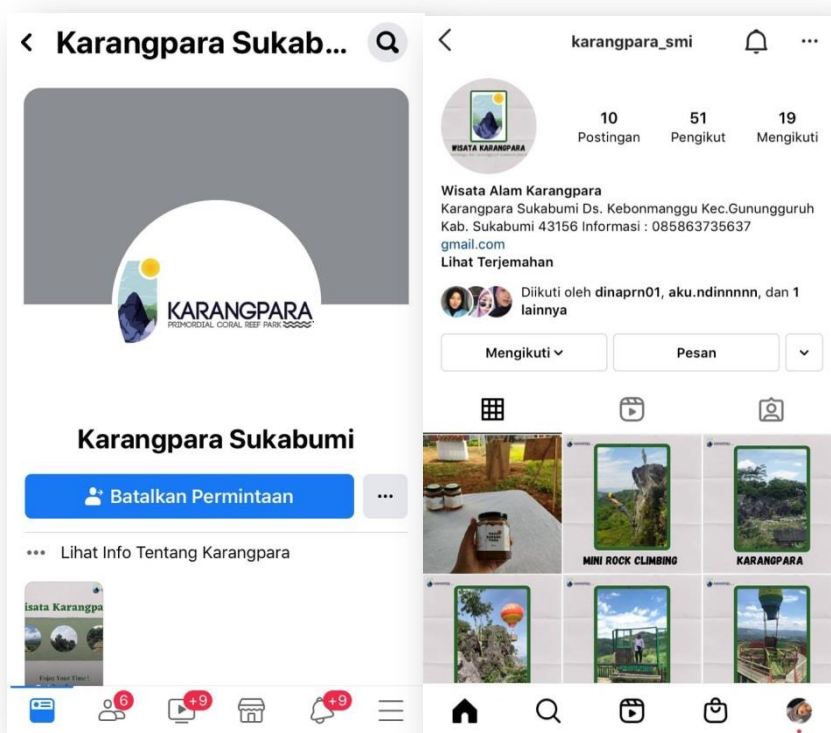 Karangpara Sukab...
KARANGPARA
PRIMORDIAL CORAL REEF PARK
Karangpara Sukabumi
Batalkan Permintaan
Lihat Info Tentang Karangpara
isata Karangpa
Enjoy Your Time !
6
+9
+9
karangpara_smi
WISATA KARANGPARA
10
51
19
Postingan
Pengikut
Mengikuti
Wisata Alam Karangpara
Karangpara Sukabumi Ds. Kebonmanggu Kec.Gunungguruh
Kab. Sukabumi 43156 Informasi : 085863735637
gmail.com
Lihat Terjemahan
Diikuti oleh dinaprn01, aku.ndinnnnn, dan 1
lainnya
Mengikuti
Pesan
MINI ROCK CLIMBING
KARANGPARA